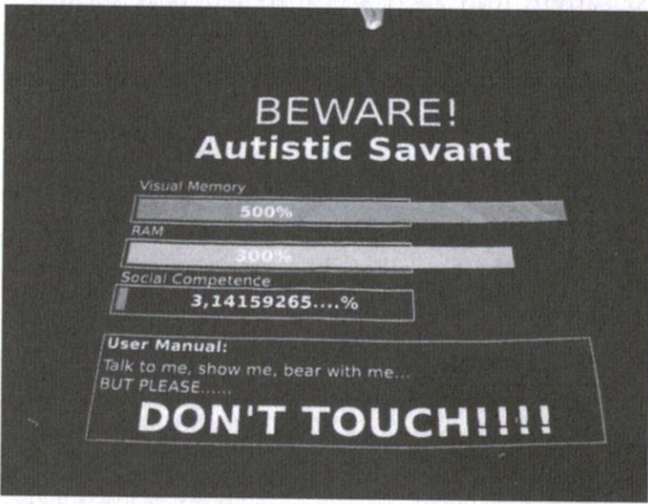 BEWARE!
Autistic Savant
Visual Memory
500%
RAM
300%
Social Competence
3,14159265....%
User Manual:
Talk to me, show me, bear with me...
BUT PLEASE......
DON'T TOUCH!!!!